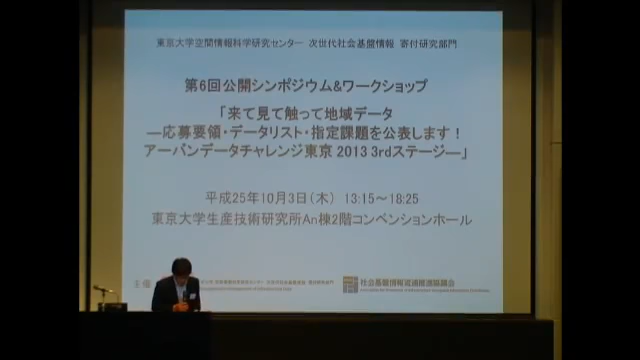 東京大学空間情報科学研究センター 次世代社会基盤情報 寄付研究部門
第6回公開シンポジウム&ワークショップ
「来て見て触って地域データ
―応募要領・データリスト・指定課題を公表します！
アーバンデータチャレンジ東京 2013 3rdステージ―」
平成25年10月3日(木) 13:15～18:25
東京大学生産技術研究所An棟2階コンベンションホール
主催
社会基盤情報流通推進協議会